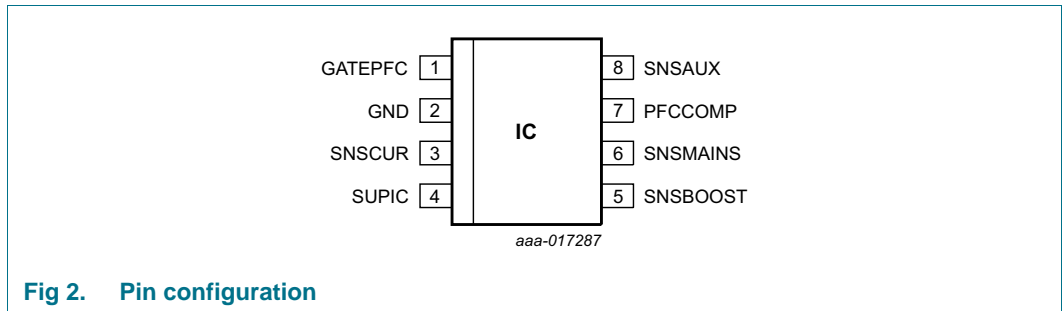 GATEPFC 1 8 SNSAUX
GND 2 7 PFCCOMP
IC
SNSCUR 3 6 SNSMAINS
SUPIC 4 5 SNSBOOST
aaa-017287
Fig 2. Pin configuration